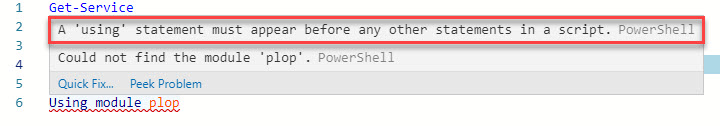 1 Get-Service
2 A 'using' statement must appear before any other statements in a script. PowerShell
3
4 Could not find the module 'plop'. PowerShell
5 Quick Fix... Peek Problem
6 Using module plop